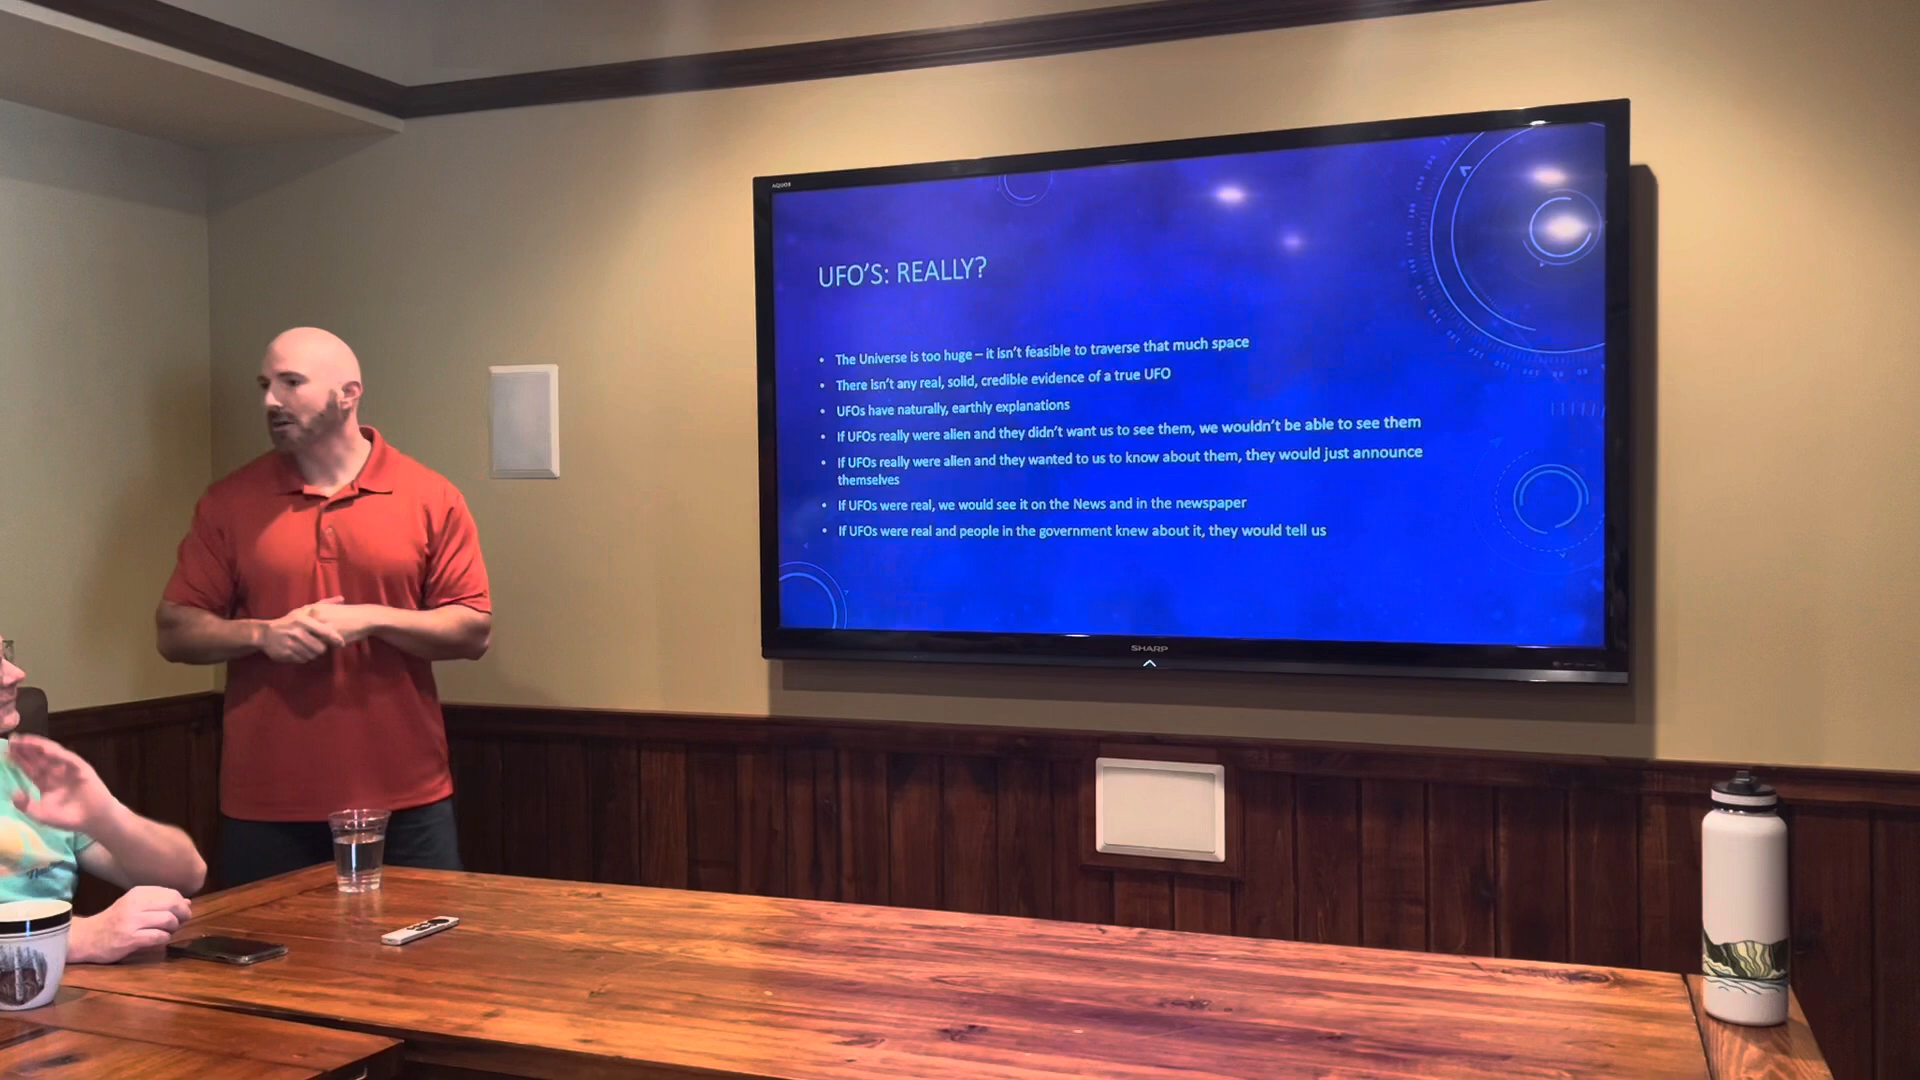 AQUOS
UFO'S: REALLY?
• The Universe is too huge – it isn't feasible to traverse that much space
• There isn't any real, solid, credible evidence of a true UFO
• UFOs have naturally, earthly explanations
• If UFOs really were alien and they didn't want us to see them, we wouldn't be able to see them
• If UFOs really were alien and they wanted to us to know about them, they would just announce
themselves
• If UFOs were real, we would see it on the News and in the newspaper
• If UFOs were real and people in the government knew about it, they would tell us
SHARP